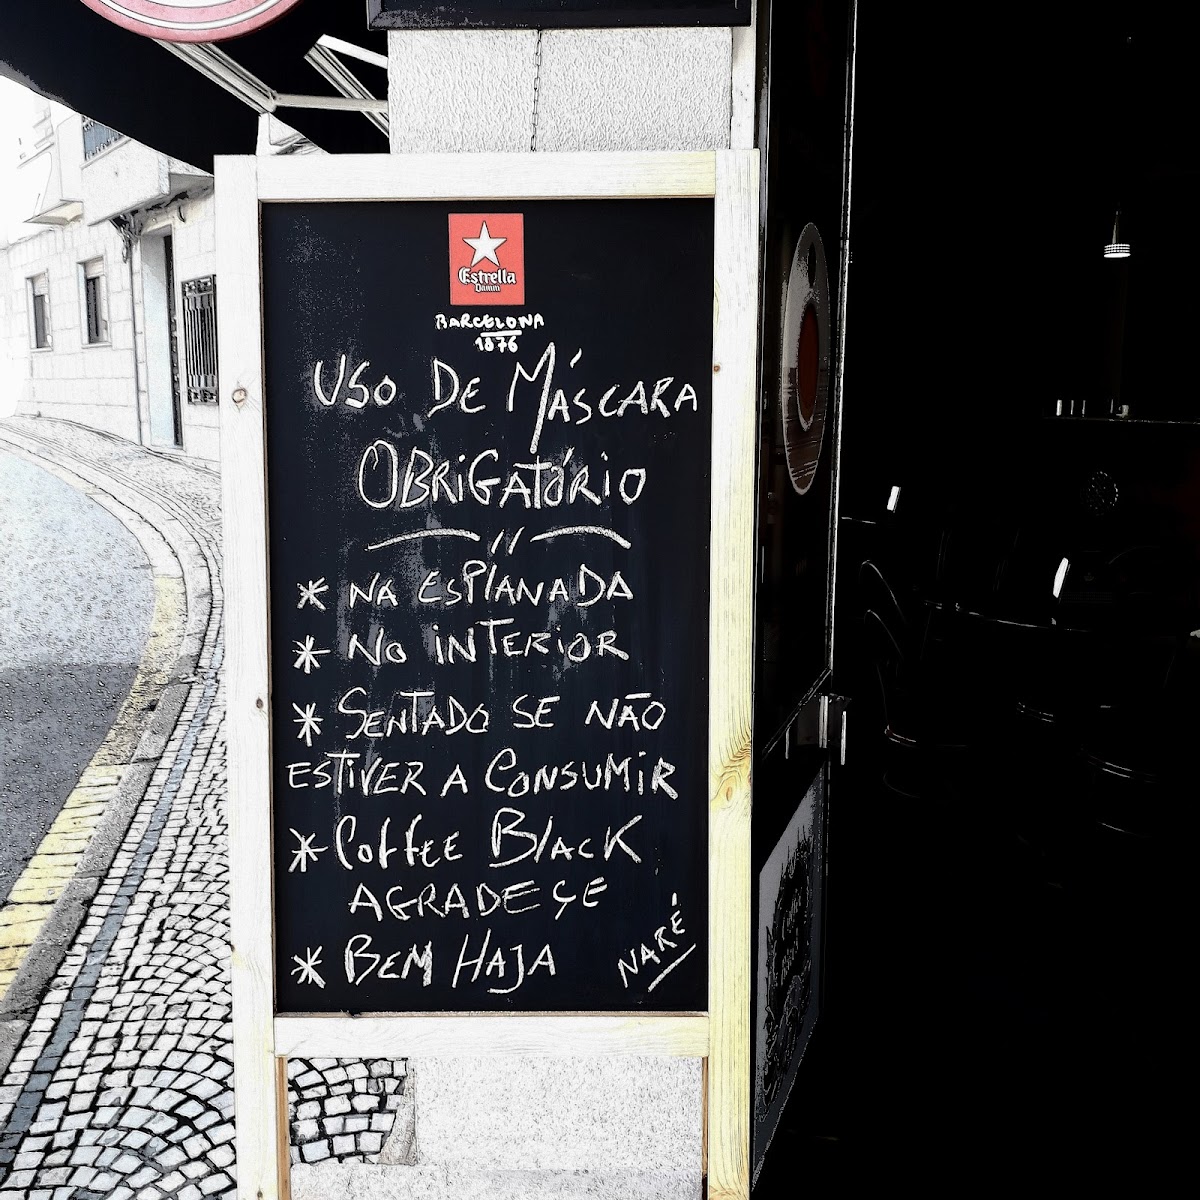 Estrella
Damm
BARCELONA
1876
USO DE MÁSCARA
OBRIGATÓRIO
* NA ESPLANADA
* NO INTERIOR
* SENTADO SE NÃO
ESTIVER A CONSUMIR
* COFFEE BLACK
AGRADEÇE
* BEM HAJA
NARÉ